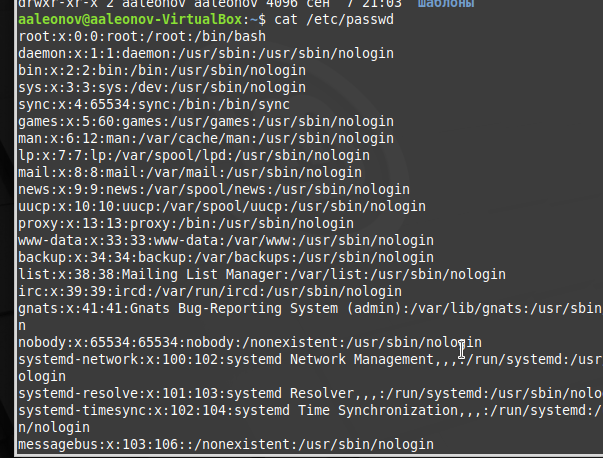 drwxr-xr-x 2 aaleonov aaleonov 4096 сен  7 21:03  Шаблоны
aaleonov@aaleonov-VirtualBox:~$ cat /etc/passwd
root:x:0:0:root:/root:/bin/bash
daemon:x:1:1:daemon:/usr/sbin:/usr/sbin/nologin
bin:x:2:2:bin:/bin:/usr/sbin/nologin
sys:x:3:3:sys:/dev:/usr/sbin/nologin
sync:x:4:65534:sync:/bin:/bin/sync
games:x:5:60:games:/usr/games:/usr/sbin/nologin
man:x:6:12:man:/var/cache/man:/usr/sbin/nologin
lp:x:7:7:lp:/var/spool/lpd:/usr/sbin/nologin
mail:x:8:8:mail:/var/mail:/usr/sbin/nologin
news:x:9:9:news:/var/spool/news:/usr/sbin/nologin
uucp:x:10:10:uucp:/var/spool/uucp:/usr/sbin/nologin
proxy:x:13:13:proxy:/bin:/usr/sbin/nologin
www-data:x:33:33:www-data:/var/www:/usr/sbin/nologin
backup:x:34:34:backup:/var/backups:/usr/sbin/nologin
list:x:38:38:Mailing List Manager:/var/list:/usr/sbin/nologin
irc:x:39:39:ircd:/var/run/ircd:/usr/sbin/nologin
gnats:x:41:41:Gnats Bug-Reporting System (admin):/var/lib/gnats:/usr/sbin
n
nobody:x:65534:65534:nobody:/nonexistent:/usr/sbin/nologin
systemd-network:x:100:102:systemd Network Management,,,:/run/systemd:/usr
ologin
systemd-resolve:x:101:103:systemd Resolver,,,:/run/systemd:/usr/sbin/nolo
systemd-timesync:x:102:104:systemd Time Synchronization,,,:/run/systemd:/
n/nologin
messagebus:x:103:106::/nonexistent:/usr/sbin/nologin